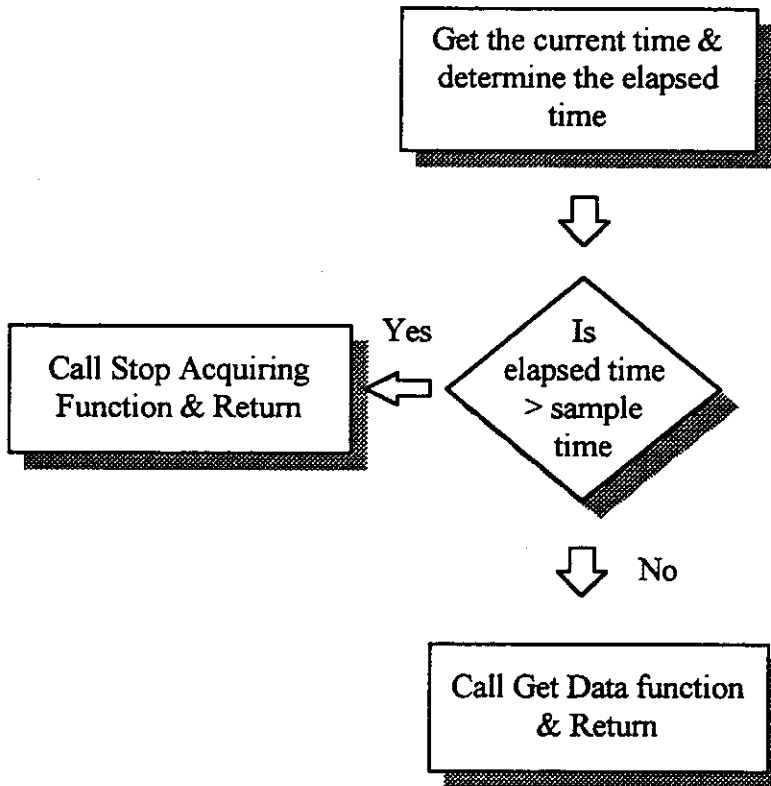 Get the current time &
determine the elapsed
time
Yes
Is
elapsed time
> sample
time
Call Stop Acquiring
Function & Return
No
Call Get Data function
& Return